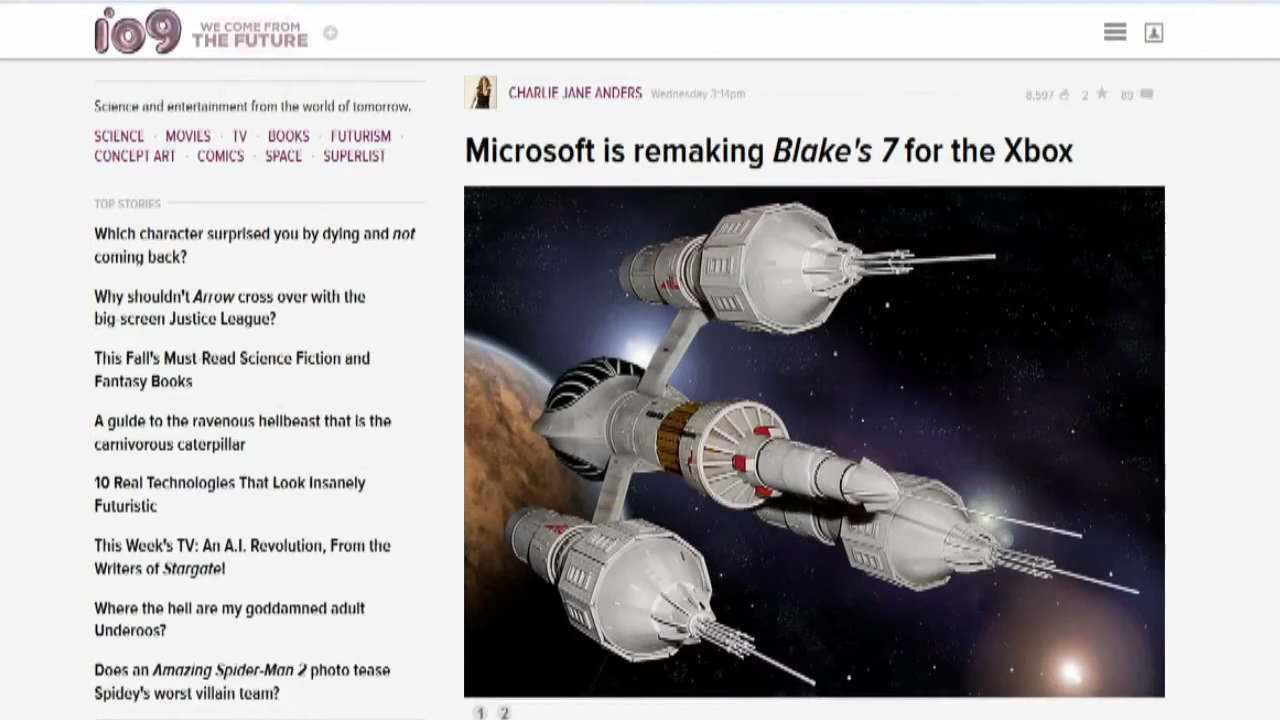 io9
WE COME FROM
THE FUTURE
Science and entertainment from the world of tomorrow.
SCIENCE · MOVIES · TV · BOOKS · FUTURISM ·
CONCEPT ART · COMICS · SPACE · SUPERLIST
TOP STORIES
Which character surprised you by dying and not
coming back?
Why shouldn't Arrow cross over with the
big-screen Justice League?
This Fall's Must-Read Science Fiction and
Fantasy Books
A guide to the ravenous hellbeast that is the
carnivorous caterpillar
10 Real Technologies That Look Insanely
Futuristic
This Week's TV: An A.I. Revolution, From the
Writers of Stargate!
Where the hell are my goddamned adult
Underoos?
Does an Amazing Spider-Man 2 photo tease
Spidey's worst villain team?
CHARLIE JANE ANDERS Wednesday 3:14pm
8,597 2 89
Microsoft is remaking Blake's 7 for the Xbox
1 2